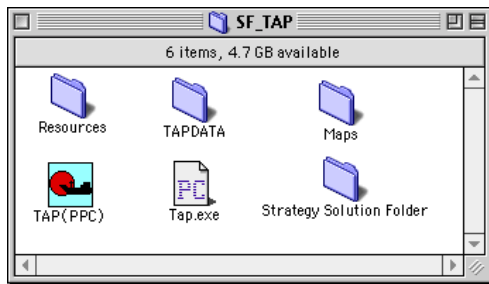 SF_TAP
6 items, 4.7 GB available
Resources
TAPDATA
Maps
PC
TAP(PPC)
Tap.exe
Strategy Solution Folder